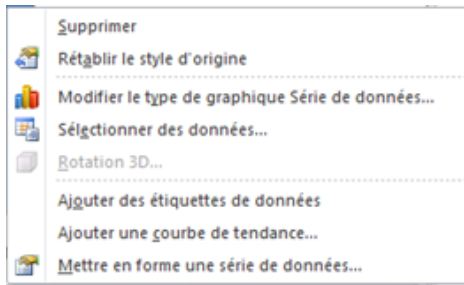 Supprimer
Rétablir le style d'origine
Modifier le type de graphique Série de données...
Sélectionner des données...
Rotation 3D...
Ajouter des étiquettes de données
Ajouter une courbe de tendance...
Mettre en forme une série de données...